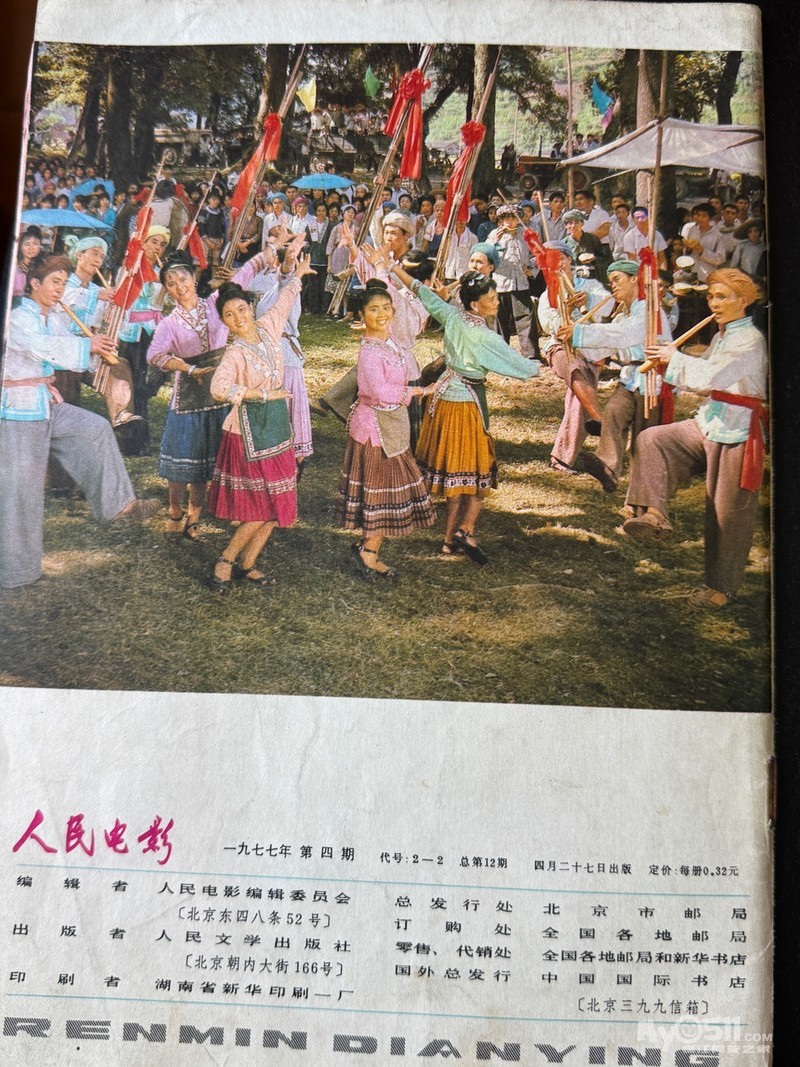 人民电影 一九七七年 第四期 代号:2—2 总第12期 四月二十七日出版 定价:每册0.32元
编辑者 人民电影编辑委员会
〔北京东四八条52号〕
出版者 人民文学出版社
〔北京朝内大街166号〕
印刷者 湖南省新华印刷一厂
总发行处 北京市邮局
订购处 全国各地邮局
零售、代销处 全国各地邮局和新华书店
国外总发行 中国国际书店
〔北京三九九信箱〕
RENMIN DIANYING